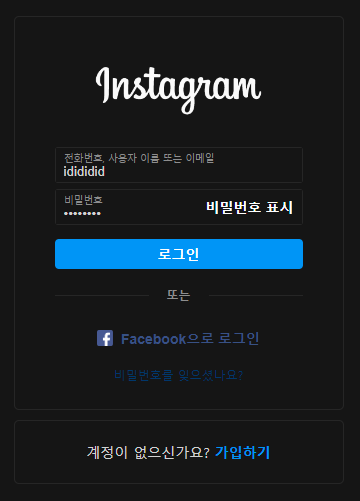 Instagram
전화번호, 사용자 이름 또는 이메일
idididid
비밀번호
•••••••• 비밀번호 표시
로그인
또는
Facebook으로 로그인
비밀번호를 잊으셨나요?
계정이 없으신가요? 가입하기